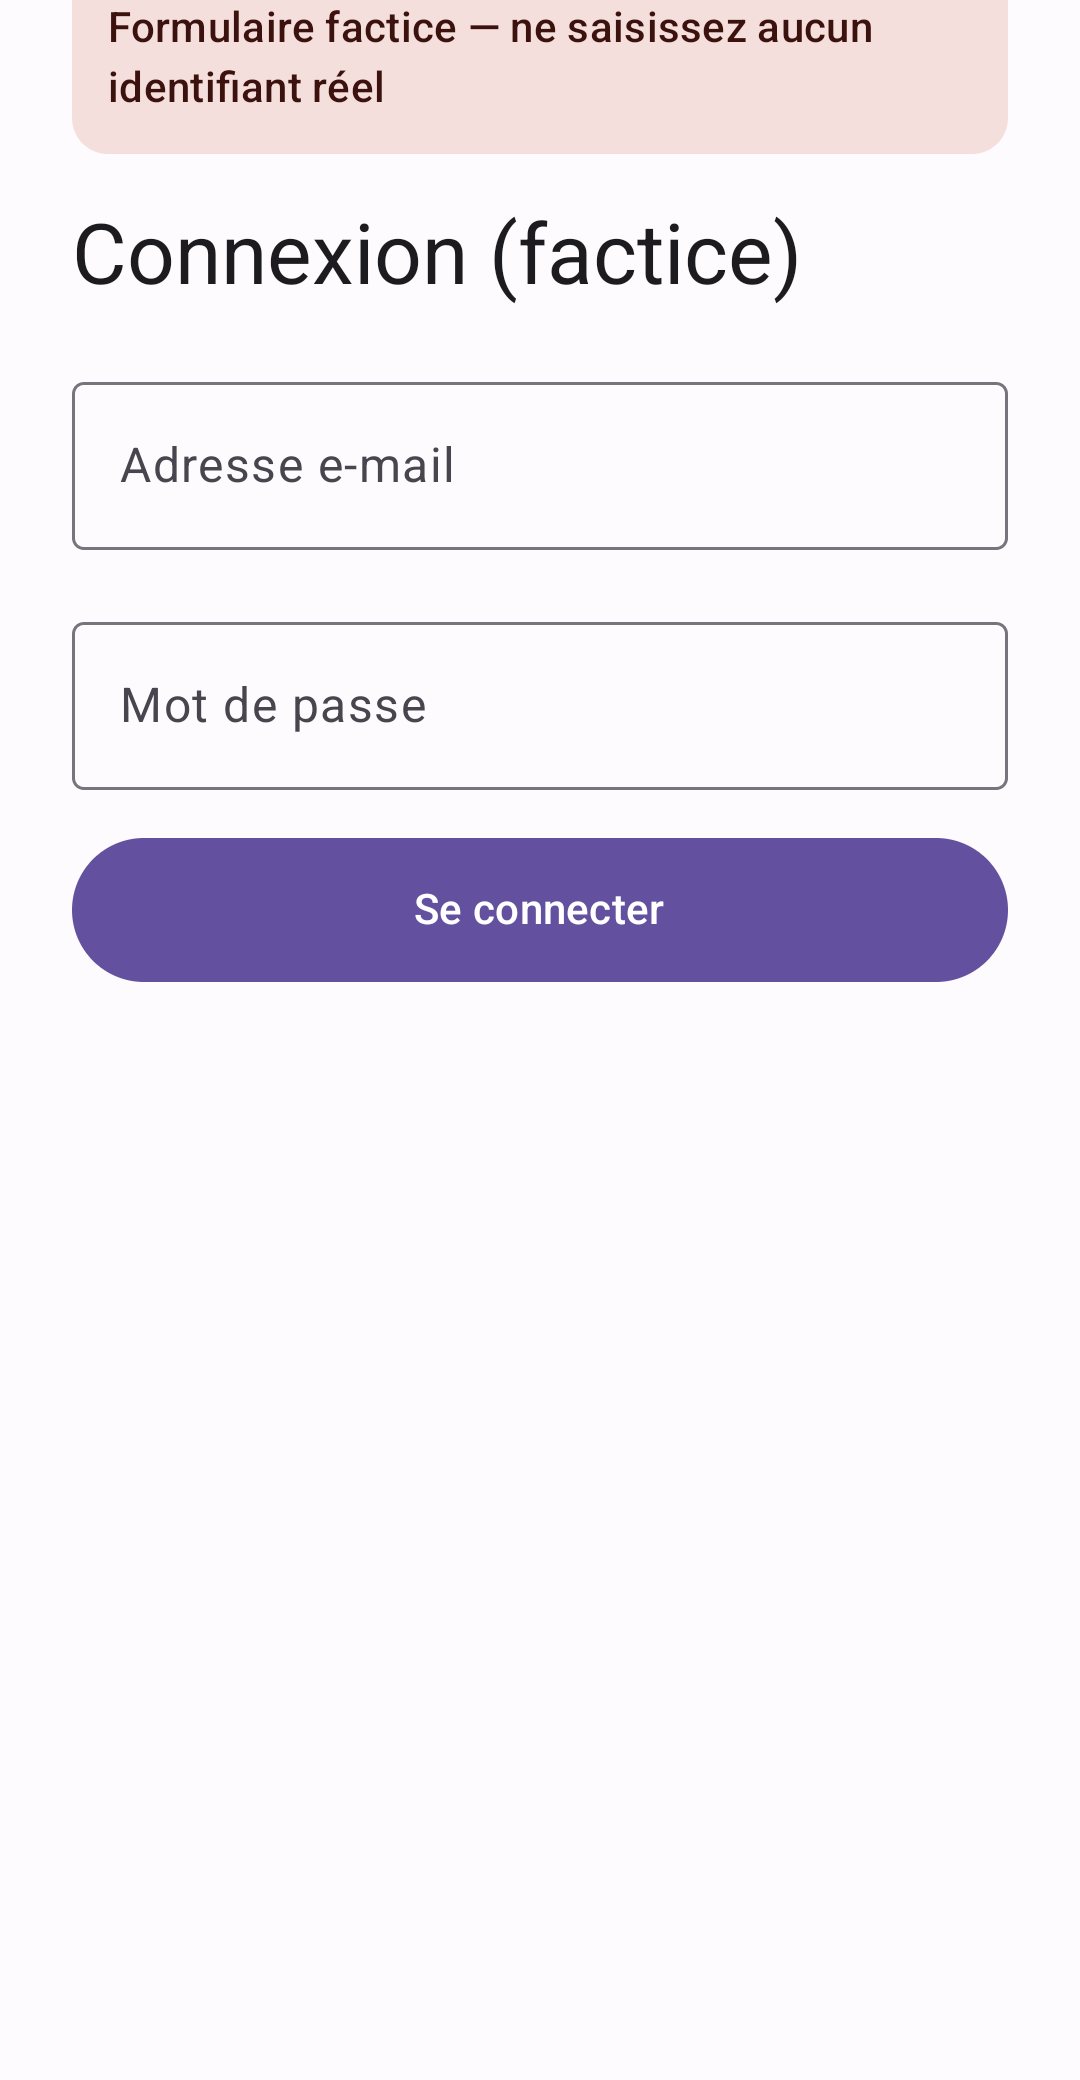 Formulaire factice — ne saisissez aucun
identifiant réel
Connexion (factice)
Adresse e-mail
Mot de passe
Se connecter